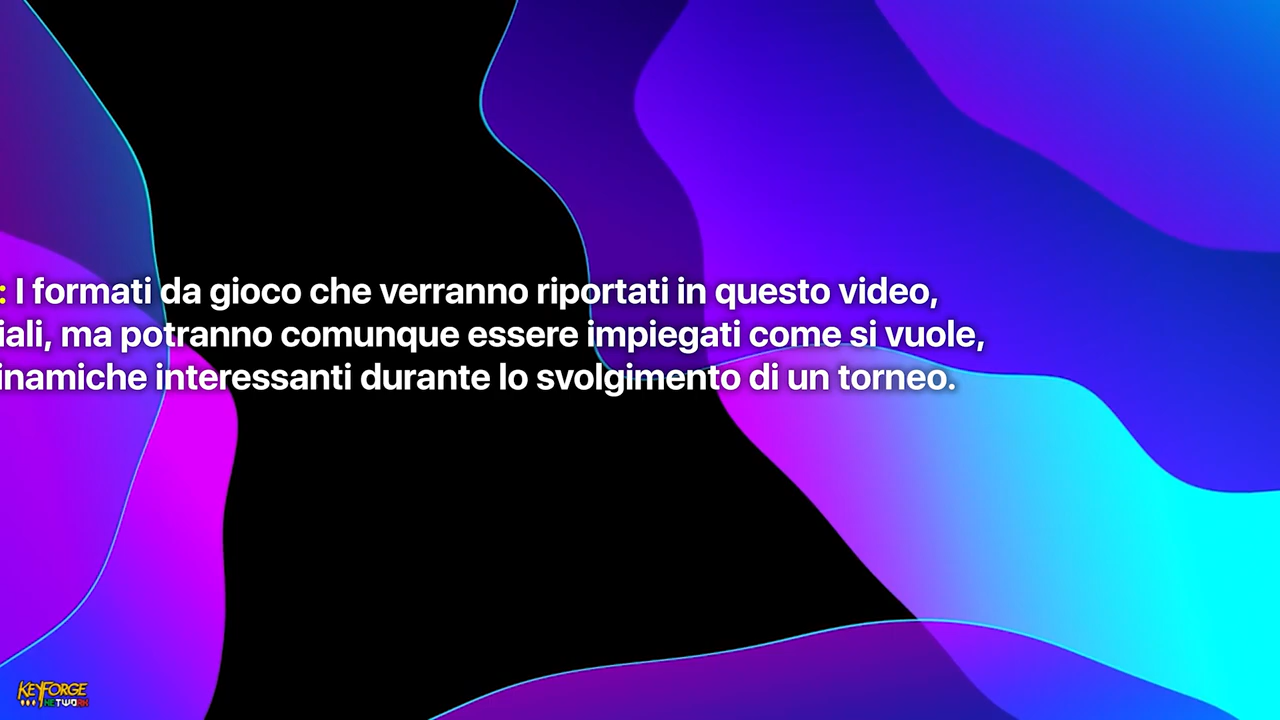 : I formati da gioco che verranno riportati in questo video,
iali, ma potranno comunque essere impiegati come si vuole,
inamiche interessanti durante lo svolgimento di un torneo.
KEYFORGE
NETWORK